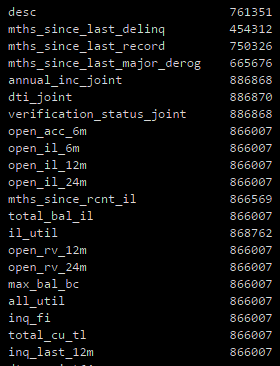 desc 761351
mths_since_last_delinq 454312
mths_since_last_record 750326
mths_since_last_major_derog 665676
annual_inc_joint 886868
dti_joint 886870
verification_status_joint 886868
open_acc_6m 866007
open_il_6m 866007
open_il_12m 866007
open_il_24m 866007
mths_since_rcnt_il 866569
total_bal_il 866007
il_util 868762
open_rv_12m 866007
open_rv_24m 866007
max_bal_bc 866007
all_util 866007
inq_fi 866007
total_cu_tl 866007
inq_last_12m 866007